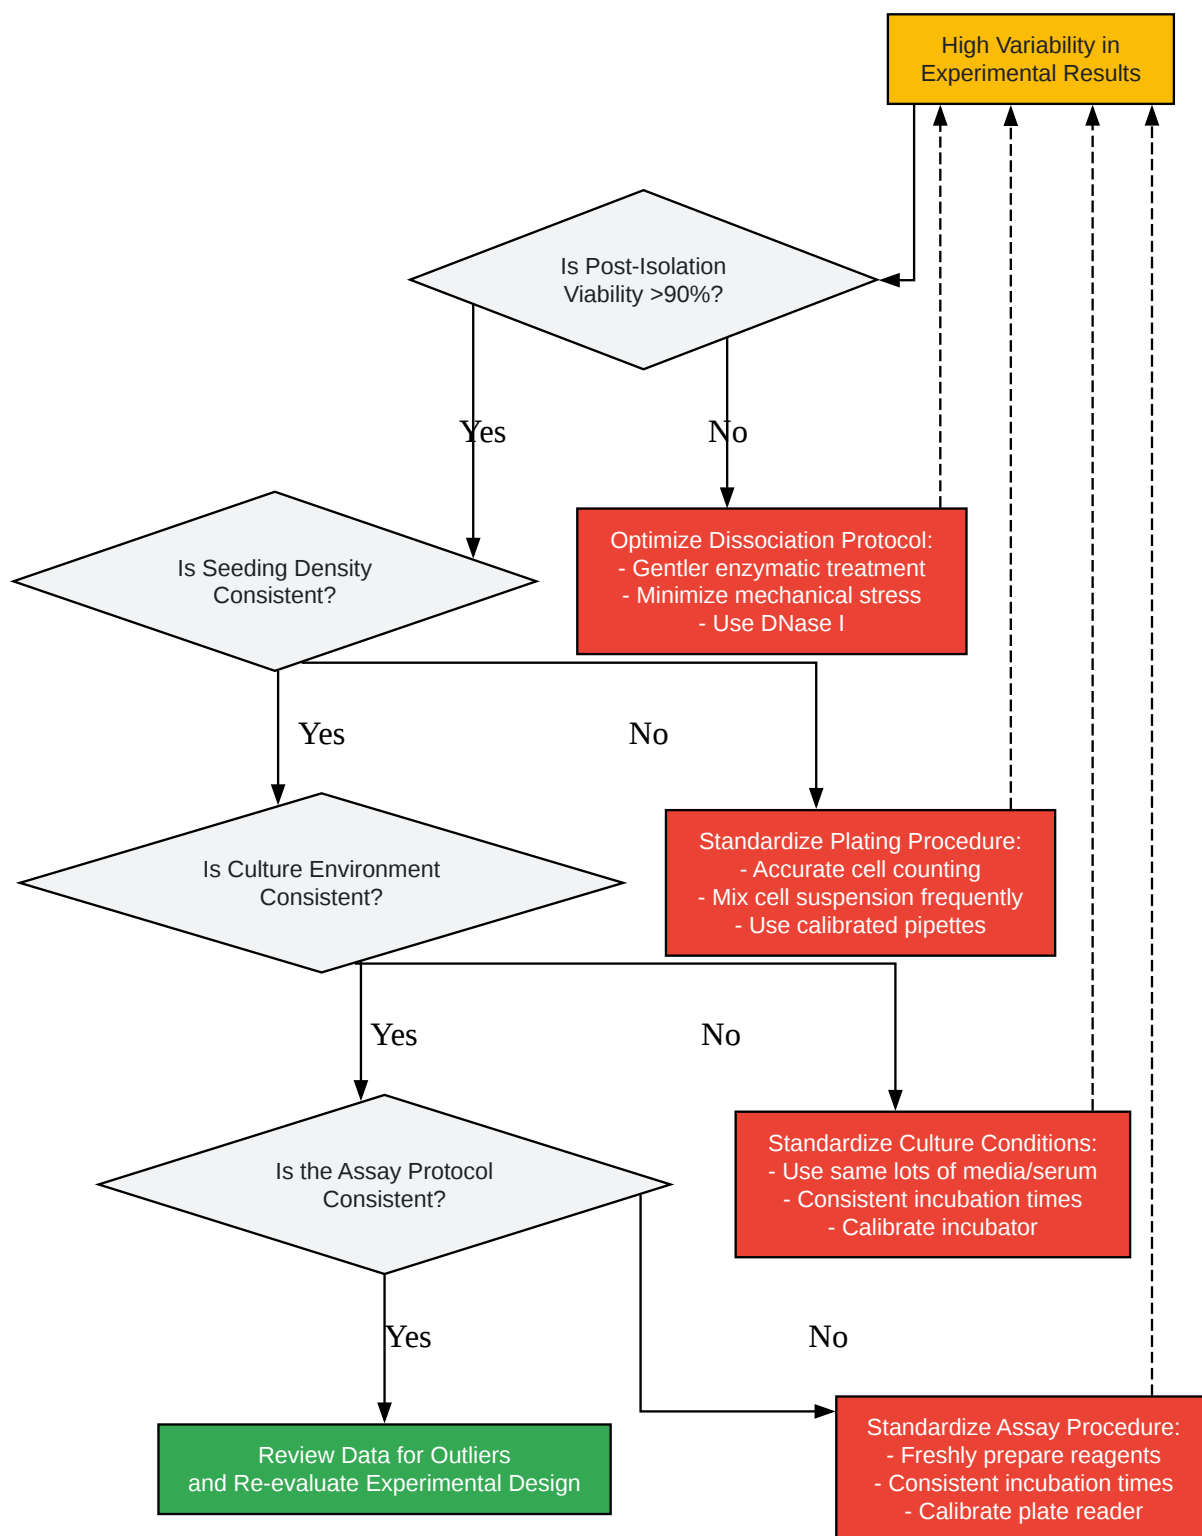 High Variability in
Experimental Results
Is Post-Isolation
Viability >90%?
Yes
No
Is Seeding Density
Consistent?
Optimize Dissociation Protocol:
- Gentler enzymatic treatment
- Minimize mechanical stress
- Use DNase I
Yes
No
Is Culture Environment
Consistent?
Standardize Plating Procedure:
- Accurate cell counting
- Mix cell suspension frequently
- Use calibrated pipettes
Yes
No
Is the Assay Protocol
Consistent?
Standardize Culture Conditions:
- Use same lots of media/serum
- Consistent incubation times
- Calibrate incubator
Yes
No
Review Data for Outliers
and Re-evaluate Experimental Design
Standardize Assay Procedure:
- Freshly prepare reagents
- Consistent incubation times
- Calibrate plate reader